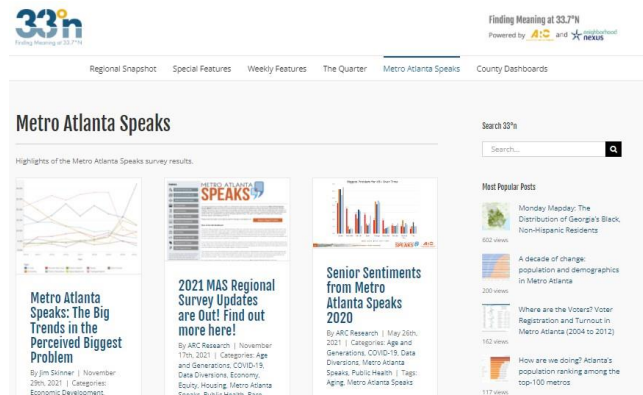 33°n
Finding Meaning at 33.7°N
Finding Meaning at 33.7°N
Powered by ARC and neighborhood nexus
Regional Snapshot Special Features Weekly Features The Quarter Metro Atlanta Speaks County Dashboards
Metro Atlanta Speaks
Highlights of the Metro Atlanta Speaks survey results.
Metro Atlanta
Speaks: The Big
Trends in the
Perceived Biggest
Problem
By Jim Skinner | November
29th, 2021 | Categories:
Economic Development,
METRO ATLANTA
SPEAKS
2021 MAS Regional
Survey Updates
are Out! Find out
more here!
By ARC Research | November
17th, 2021 | Categories: Age
and Generations, COVID-19,
Data Diversions, Economy,
Equity, Housing, Metro Atlanta
Speaks, Public Health, Race
SPEAKS ARC
Senior Sentiments
from Metro
Atlanta Speaks
2020
By ARC Research | May 26th,
2021 | Categories: Age and
Generations, COVID-19, Data
Diversions, Metro Atlanta
Speaks, Public Health | Tags:
Aging, Metro Atlanta Speaks
Search 33°n
Search...
Most Popular Posts
Monday Mapday: The
Distribution of Georgia's Black,
Non-Hispanic Residents
602 views
A decade of change:
population and demographics
in Metro Atlanta
200 views
Where are the Voters? Voter
Registration and Turnout in
Metro Atlanta (2004 to 2012)
162 views
How are we doing? Atlanta's
population ranking among the
top-100 metros
117 views